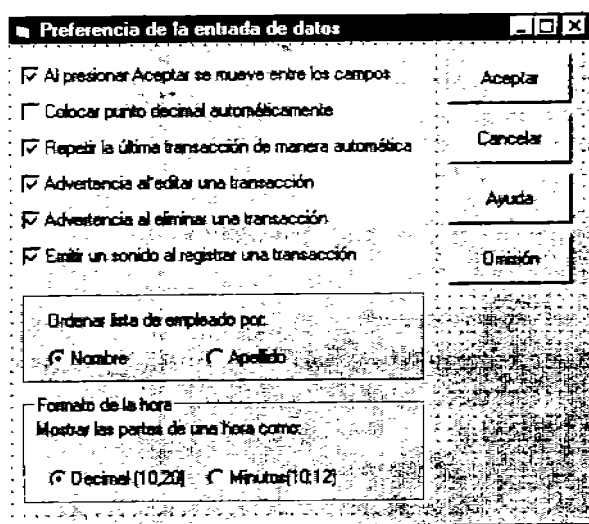 Preferencia de la entrada de datos
Al presionar Aceptar se mueve entre los campos
Colocar punto decimal automáticamente
Repetir la última transacción de manera automática
Advertencia al editar una transacción
Advertencia al eliminar una transacción
Emitir un sonido al registrar una transacción
Aceptar
Cancelar
Ayuda
Omisión
Ordenar lista de empleado por:
Nombre Apellido
Formato de la hora
Mostrar las partes de una hora como:
Decimal (10,20) Minutos(10:12)